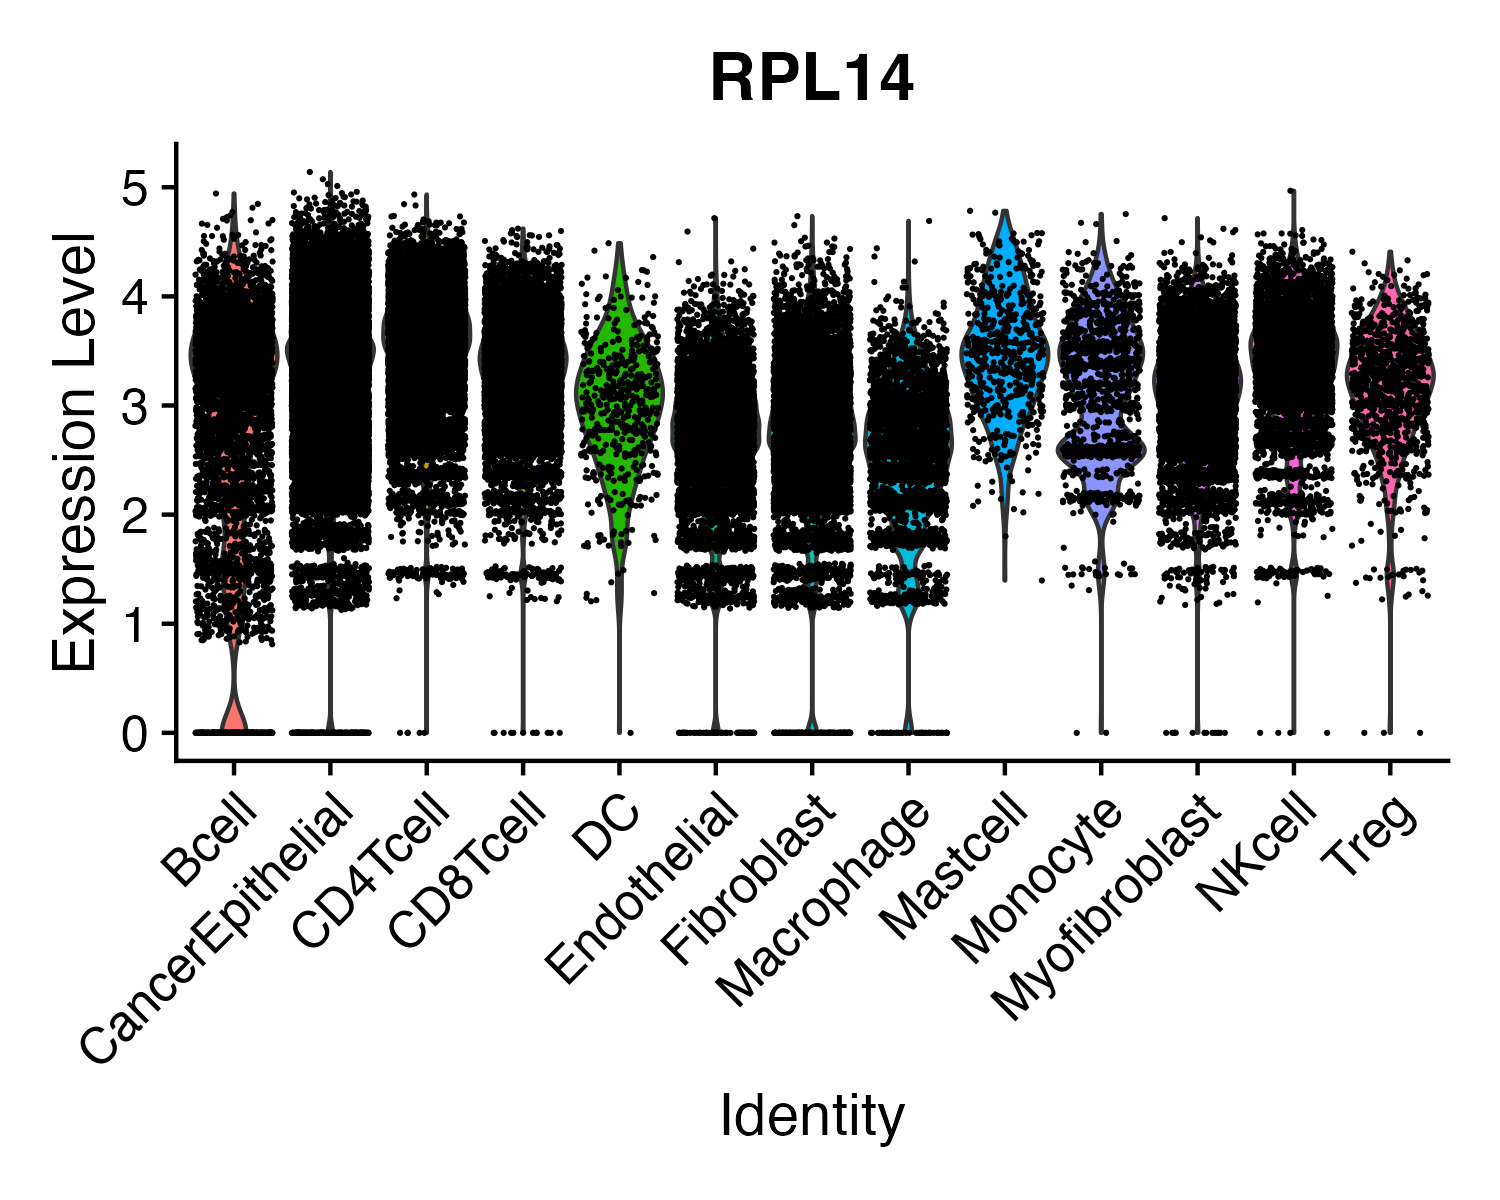 RPL14
Expression Level
5
4
3
2
1
0
Bcell
CancerEpithelial
CD4Tcell
CD8Tcell
DC
Endothelial
Fibroblast
Macrophage
Mastcell
Monocyte
Myofibroblast
NKcell
Treg
Identity